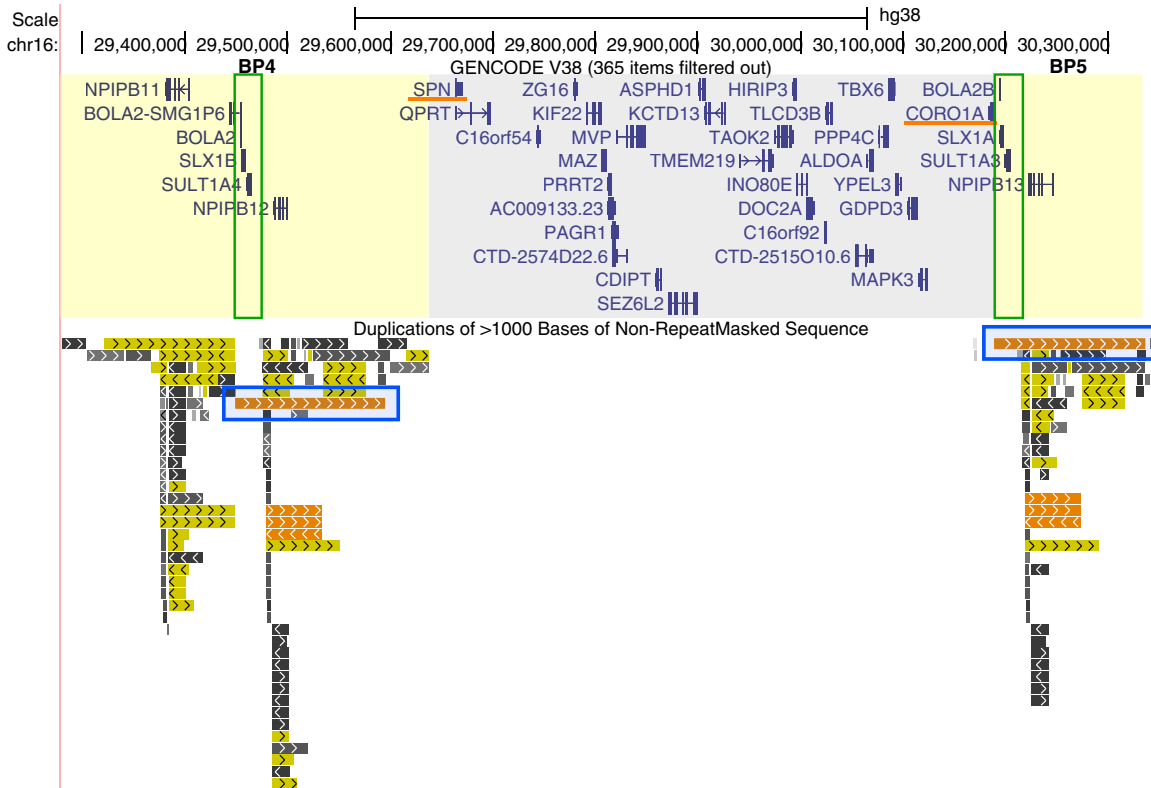 Scale hg38
chr16: 29,400,000 29,500,000 29,600,000 29,700,000 29,800,000 29,900,000 30,000,000 30,100,000 30,200,000 30,300,000
BP4 GENCODE V38 (365 items filtered out) BP5
NPIPB11 SPN ZG16 ASPHD1 HIRIP3 TBX6 BOLA2B
BOLA2-SMG1P6 QPRT KIF22 KCTD13 TLCD3B CORO1A
BOLA2 C16orf54 MVP TAOK2 PPP4C SLX1A
SLX1B MAZ TMEM219 ALDOA SULT1A3
SULT1A4 PRRT2 INO80E YPEL3 NPIPB13
NPIPB12 AC009133.23 DOC2A GDPD3
PAGR1 C16orf92
CTD-2574D22.6 CTD-2515O10.6
CDIPT MAPK3
SEZ6L2
Duplications of >1000 Bases of Non-RepeatMasked Sequence